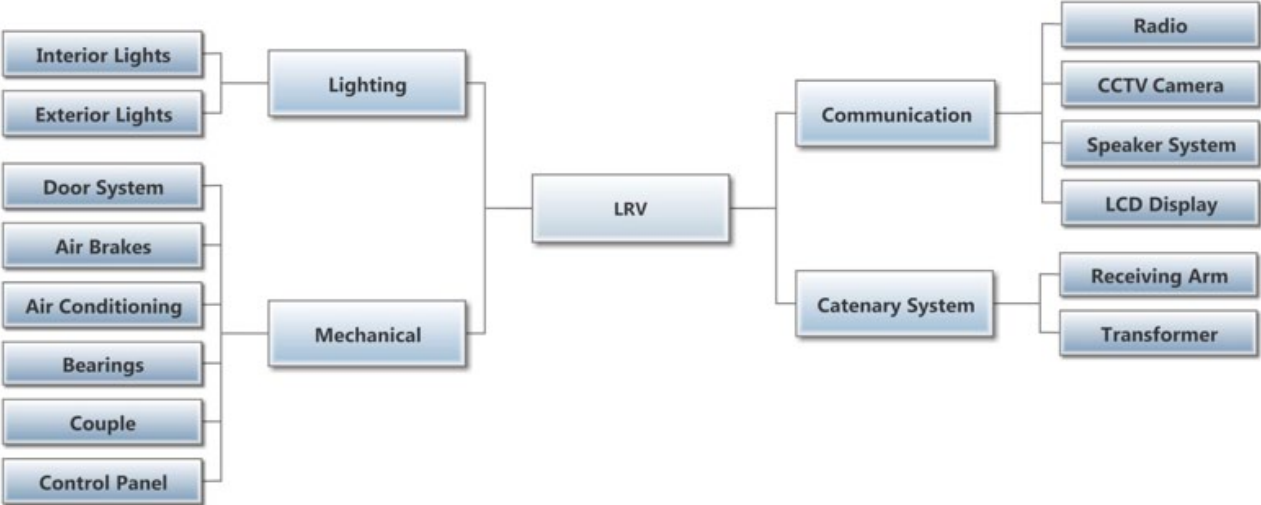 Interior Lights
Exterior Lights
Lighting
Door System
Air Brakes
Air Conditioning
Bearings
Couple
Control Panel
Mechanical
LRV
Communication
Radio
CCTV Camera
Speaker System
LCD Display
Catenary System
Receiving Arm
Transformer